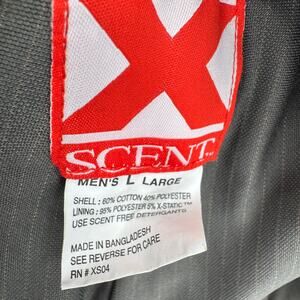 X
SCENT
MEN'S L LARGE
SHELL: 60% COTTON 40% POLYESTER
LINING: 95% POLYESTER 5% X-STATIC™
USE SCENT FREE DETERGANTS
MADE IN BANGLADESH
SEE REVERSE FOR CARE
RN # XS04